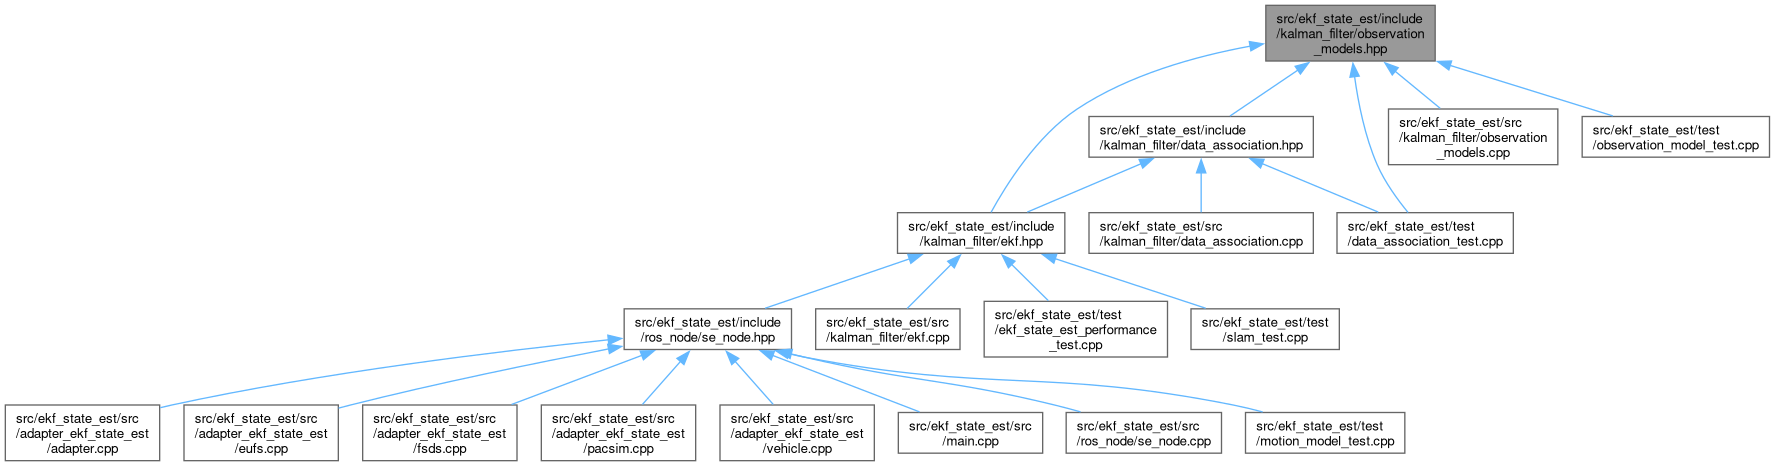 src/ekf_state_est/include
/kalman_filter/observation
_models.hpp
src/ekf_state_est/include
/kalman_filter/data_association.hpp
src/ekf_state_est/src
/kalman_filter/observation
_models.cpp
src/ekf_state_est/test
/observation_model_test.cpp
src/ekf_state_est/include
/kalman_filter/ekf.hpp
src/ekf_state_est/src
/kalman_filter/data_association.cpp
src/ekf_state_est/test
/data_association_test.cpp
src/ekf_state_est/include
/ros_node/se_node.hpp
src/ekf_state_est/src
/kalman_filter/ekf.cpp
src/ekf_state_est/test
/ekf_state_est_performance
_test.cpp
src/ekf_state_est/test
/slam_test.cpp
src/ekf_state_est/src
/adapter_ekf_state_est
/adapter.cpp
src/ekf_state_est/src
/adapter_ekf_state_est
/eufs.cpp
src/ekf_state_est/src
/adapter_ekf_state_est
/fsds.cpp
src/ekf_state_est/src
/adapter_ekf_state_est
/pacsim.cpp
src/ekf_state_est/src
/adapter_ekf_state_est
/vehicle.cpp
src/ekf_state_est/src
/main.cpp
src/ekf_state_est/src
/ros_node/se_node.cpp
src/ekf_state_est/test
/motion_model_test.cpp